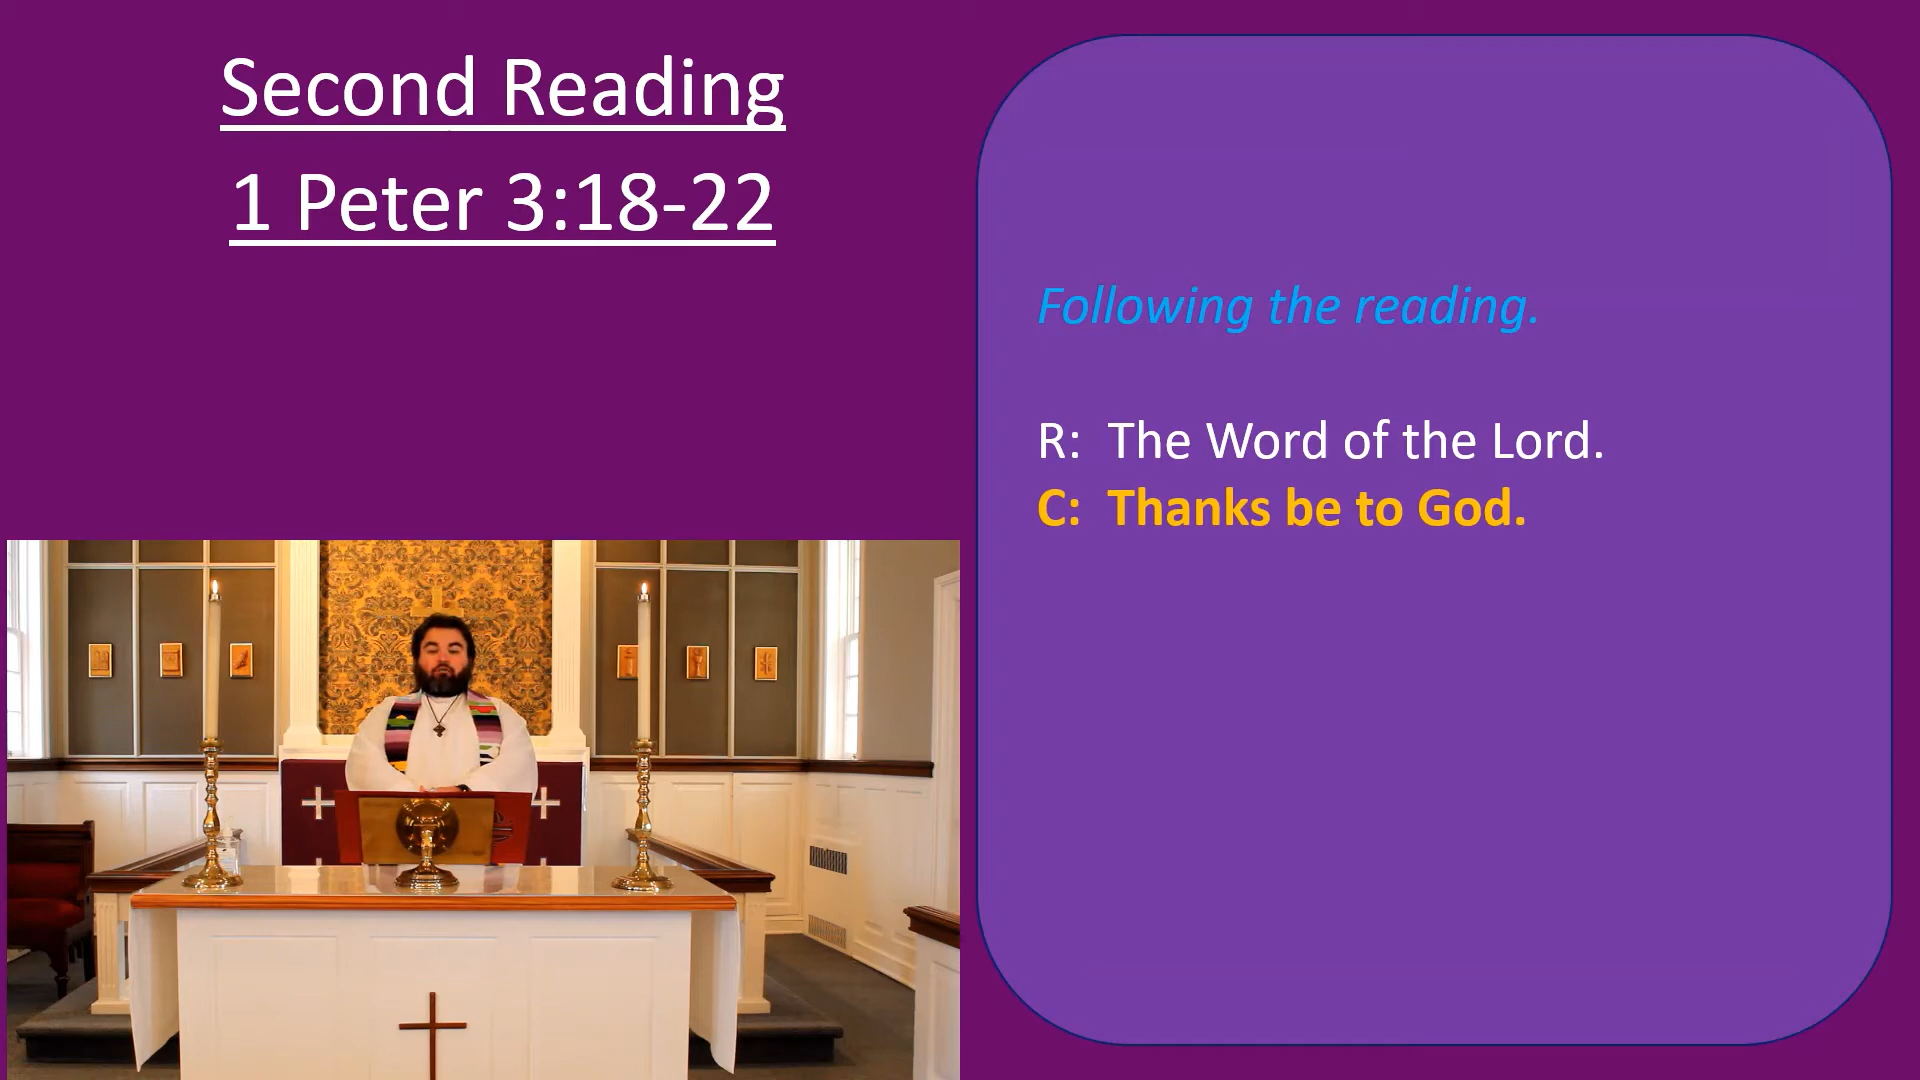 Second Reading
1 Peter 3:18-22
Following the reading.
R: The Word of the Lord.
C: Thanks be to God.